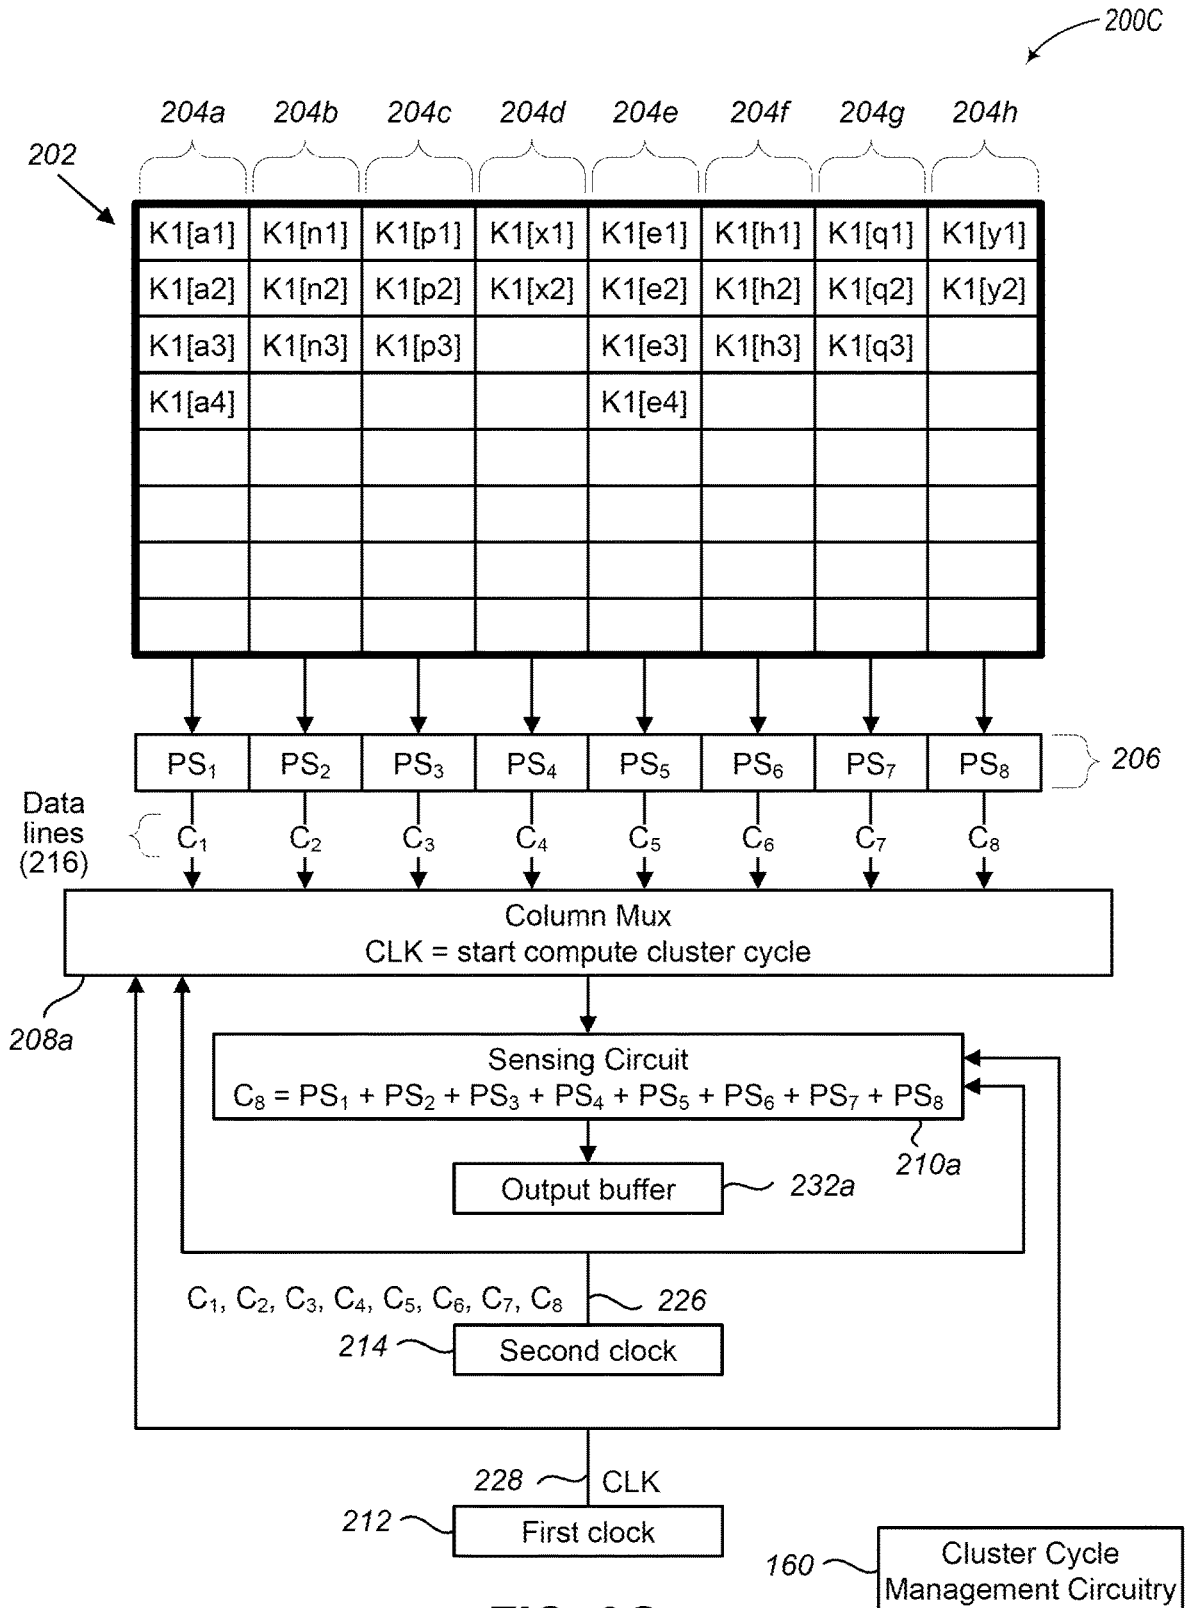 200C
204a 204b 204c 204d 204e 204f 204g 204h
202
K1[a1] K1[n1] K1[p1] K1[x1] K1[e1] K1[h1] K1[q1] K1[y1]
K1[a2] K1[n2] K1[p2] K1[x2] K1[e2] K1[h2] K1[q2] K1[y2]
K1[a3] K1[n3] K1[p3] K1[e3] K1[h3] K1[q3]
K1[a4] K1[e4]
PS₁ PS₂ PS₃ PS₄ PS₅ PS₆ PS₇ PS₈
206
Data
lines
(216)
C₁ C₂ C₃ C₄ C₅ C₆ C₇ C₈
Column Mux
CLK = start compute cluster cycle
208a
Sensing Circuit
C₈ = PS₁ + PS₂ + PS₃ + PS₄ + PS₅ + PS₆ + PS₇ + PS₈
210a
Output buffer
232a
C₁, C₂, C₃, C₄, C₅, C₆, C₇, C₈
226
214
Second clock
228
CLK
212
First clock
160
Cluster Cycle
Management Circuitry